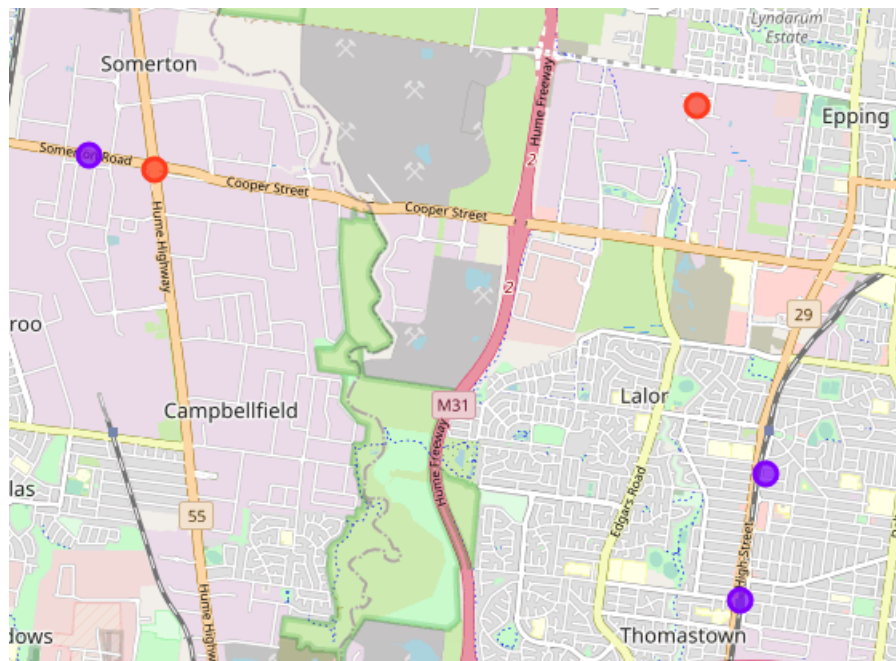 Lyndarum
Estate
Somerton
Hume Freeway
Epping
2
Somerton Road
Cooper Street
Cooper Street
Hume Highway
2
29
roo
Lalor
M31
Campbellfield
Hume Freeway
las
Edgars Road
55
High Street
Hume Highw
dows
Thomastown